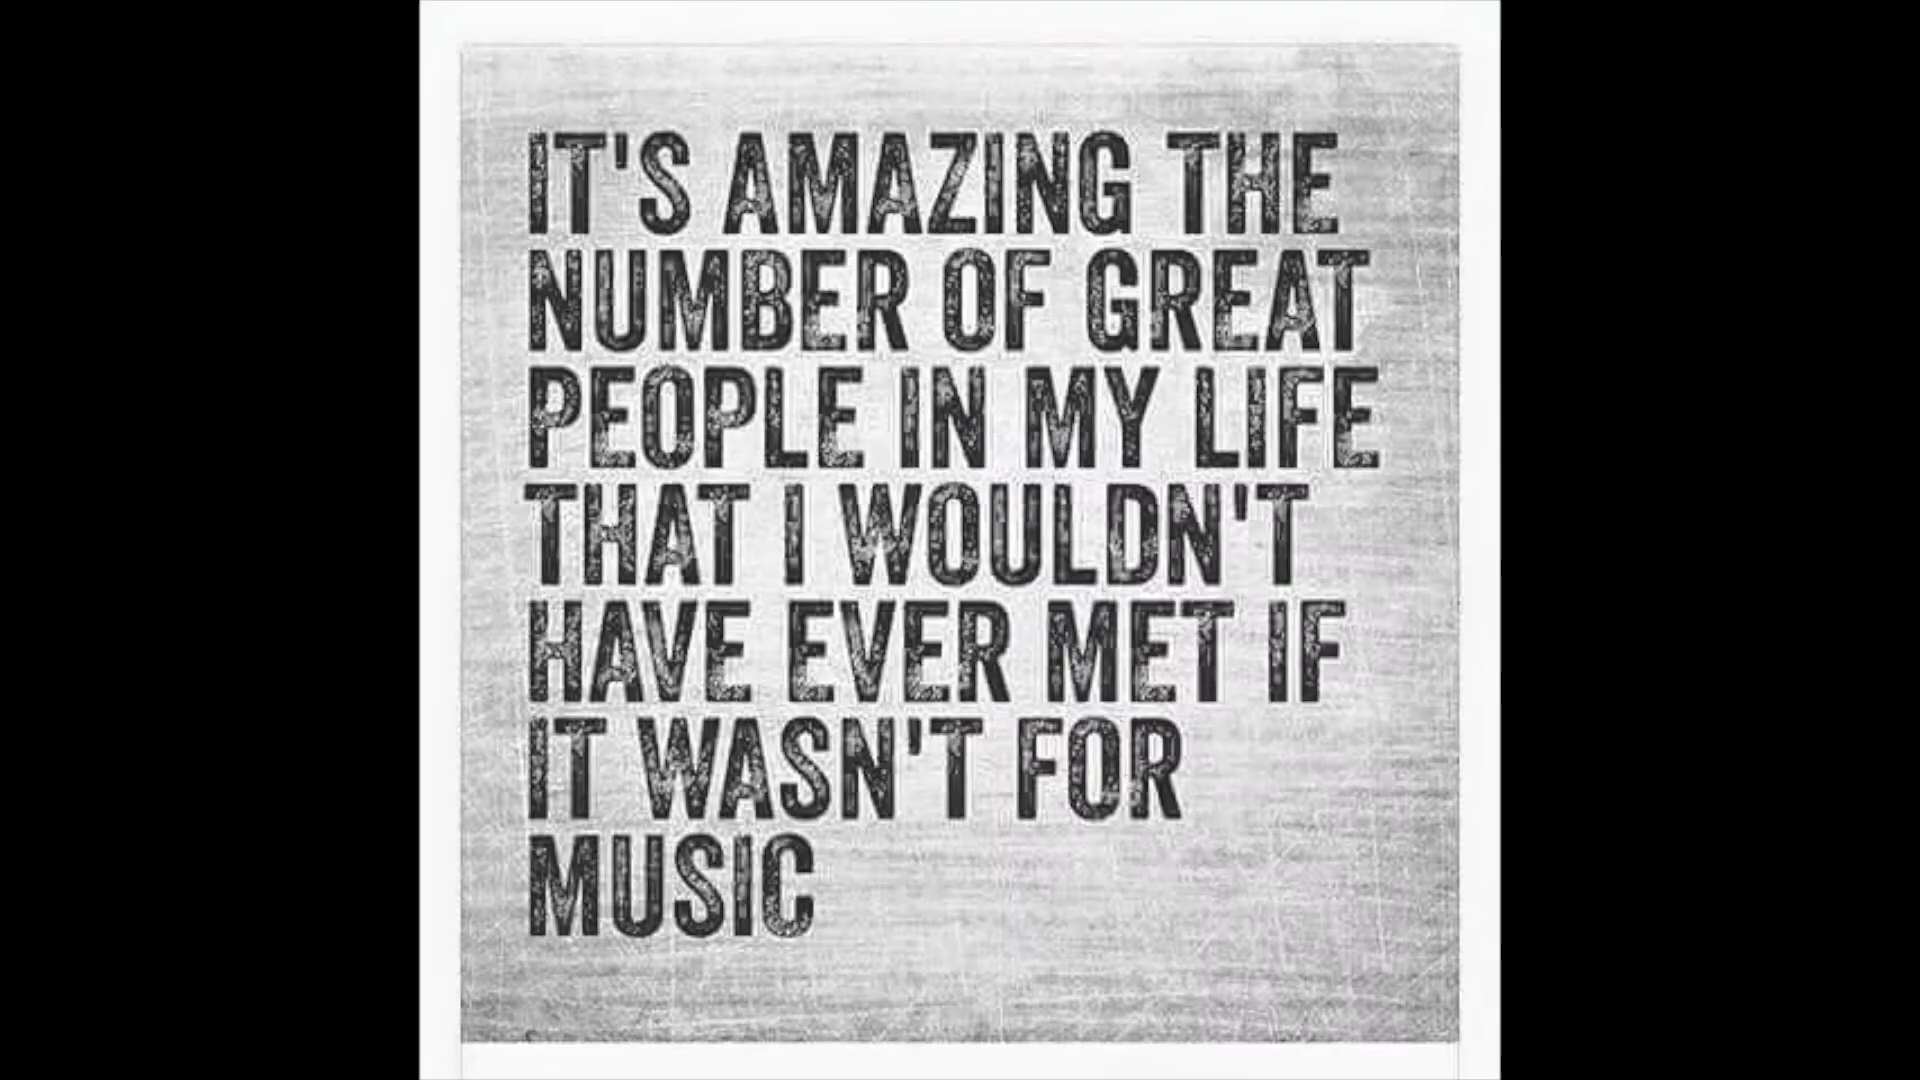 IT'S AMAZING THE
NUMBER OF GREAT
PEOPLE IN MY LIFE
THAT I WOULDN'T
HAVE EVER MET IF
IT WASN'T FOR
MUSIC